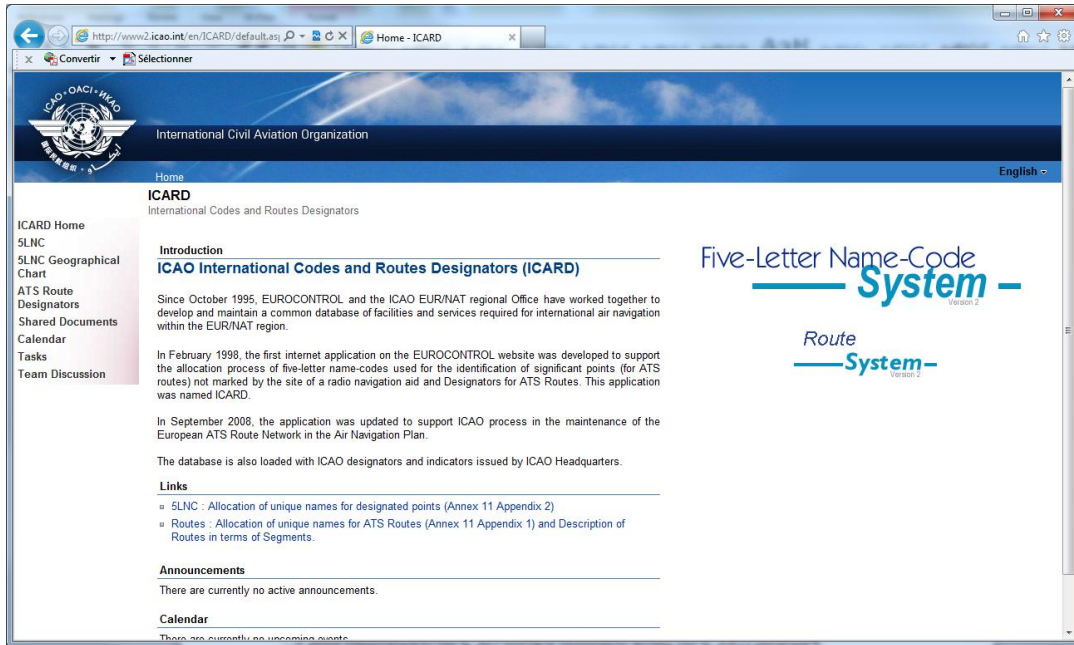 http://www2.icao.int/en/ICARD/default.as
Home - ICARD
Convertir
Sélectionner
ICAO · OACI · ИКАО
International Civil Aviation Organization
Home
English
ICARD
International Codes and Routes Designators
ICARD Home
5LNC
5LNC Geographical
Chart
ATS Route
Designators
Shared Documents
Calendar
Tasks
Team Discussion
Introduction
ICAO International Codes and Routes Designators (ICARD)
Since October 1995, EUROCONTROL and the ICAO EUR/NAT regional Office have worked together to
develop and maintain a common database of facilities and services required for international air navigation
within the EUR/NAT region.
In February 1998, the first internet application on the EUROCONTROL website was developed to support
the allocation process of five-letter name-codes used for the identification of significant points (for ATS
routes) not marked by the site of a radio navigation aid and Designators for ATS Routes. This application
was named ICARD.
In September 2008, the application was updated to support ICAO process in the maintenance of the
European ATS Route Network in the Air Navigation Plan.
The database is also loaded with ICAO designators and indicators issued by ICAO Headquarters.
Links
5LNC : Allocation of unique names for designated points (Annex 11 Appendix 2)
Routes : Allocation of unique names for ATS Routes (Annex 11 Appendix 1) and Description of
Routes in terms of Segments.
Announcements
There are currently no active announcements.
Calendar
There are currently no upcoming events
Five-Letter Name-Code
System
Version 2
Route
System
Version 2